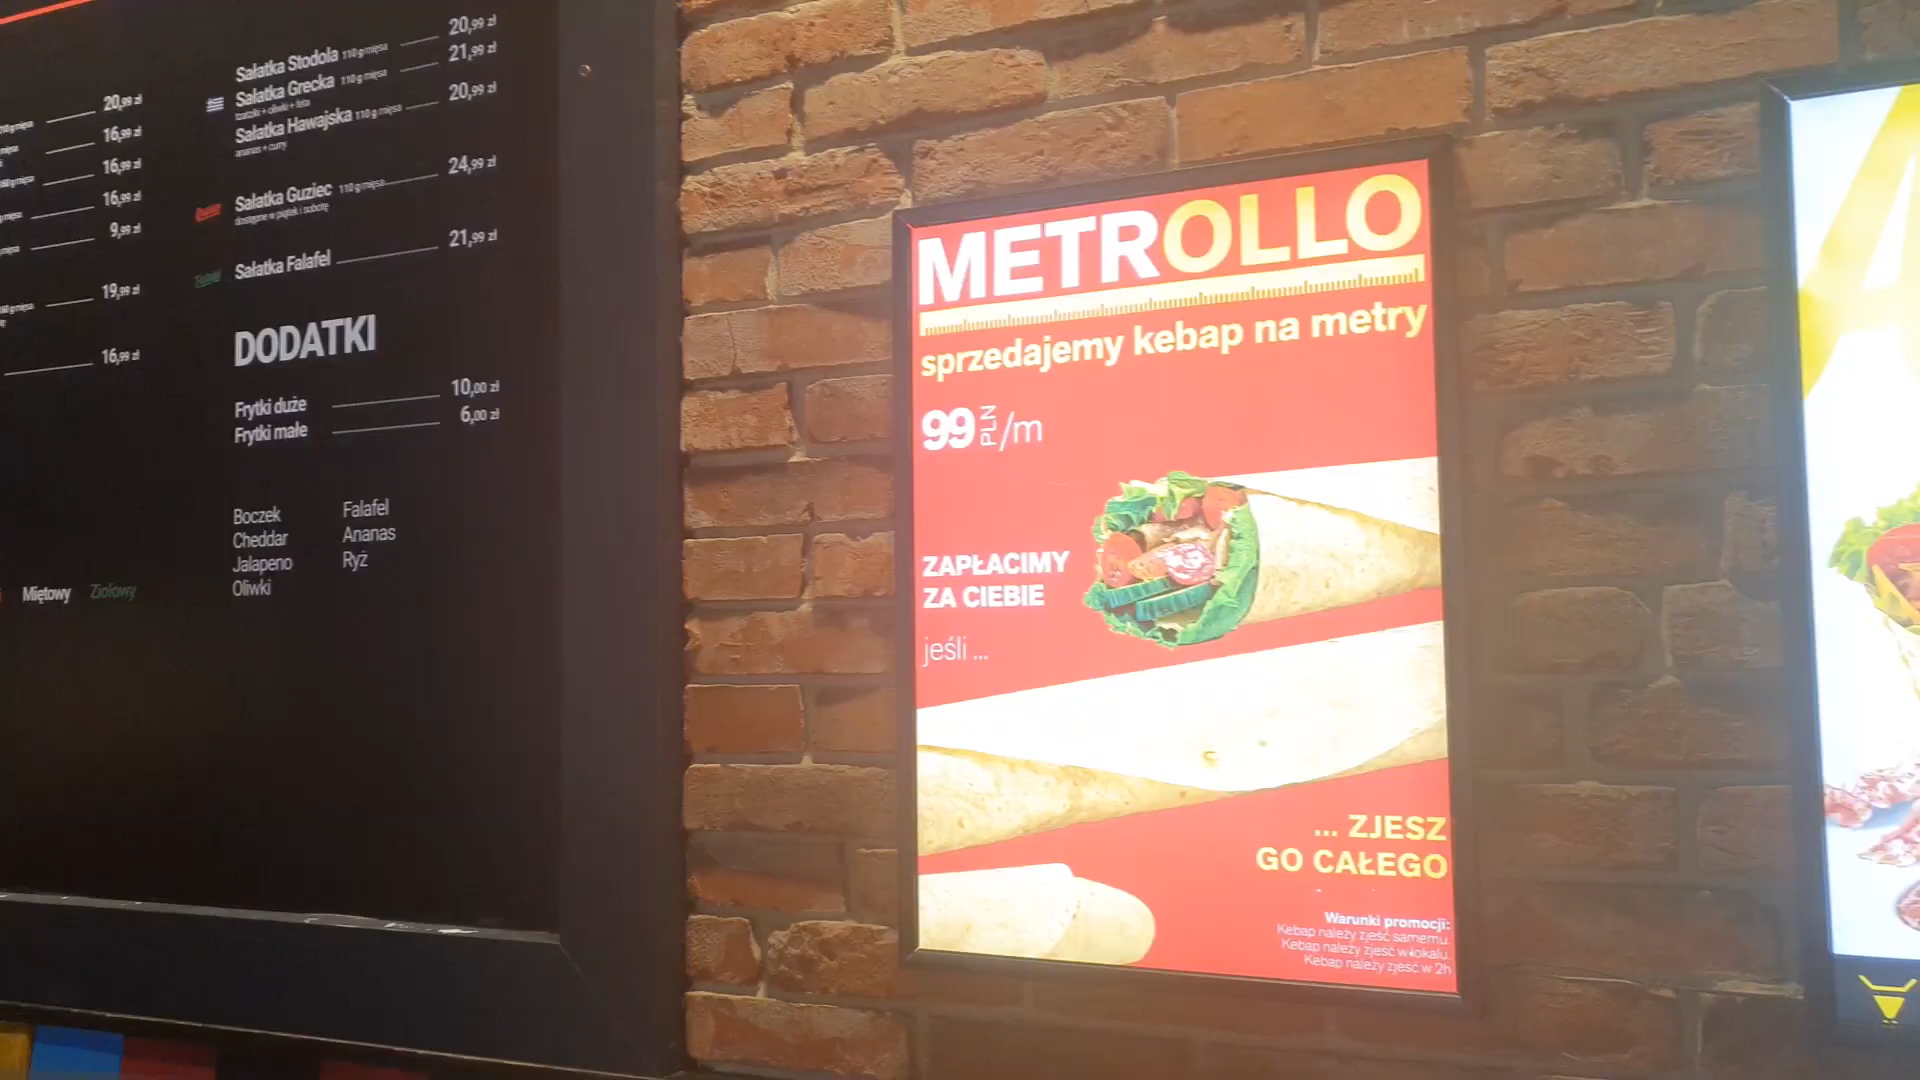 20,99 zł
16,99 zł
16,99 zł
16,99 zł
9,99 zł
19,99 zł
16,99 zł
Miętowy Ziołowy
Sałatka Stodola 110 g mięsa 20,99 zł
Sałatka Grecka 110 g mięsa 21,99 zł
tzatziki + oliwki + feta
Sałatka Hawajska 110 g mięsa 20,99 zł
ananas + curry
Sałatka Guziec 110 g mięsa 24,99 zł
dostępne w piątek i sobotę
Sałatka Falafel 21,99 zł
DODATKI
Frytki duże 10,00 zł
Frytki małe 6,00 zł
Boczek Falafel
Cheddar Ananas
Jalapeno Ryż
Oliwki
METROLLO
sprzedajemy kebap na metry
99 PLN/m
ZAPŁACIMY
ZA CIEBIE
jeśli ...
... ZJESZ
GO CAŁEGO
Warunki promocji:
Kebap należy zjeść samemu.
Kebap należy zjeść w lokalu.
Kebap należy zjeść w 2h